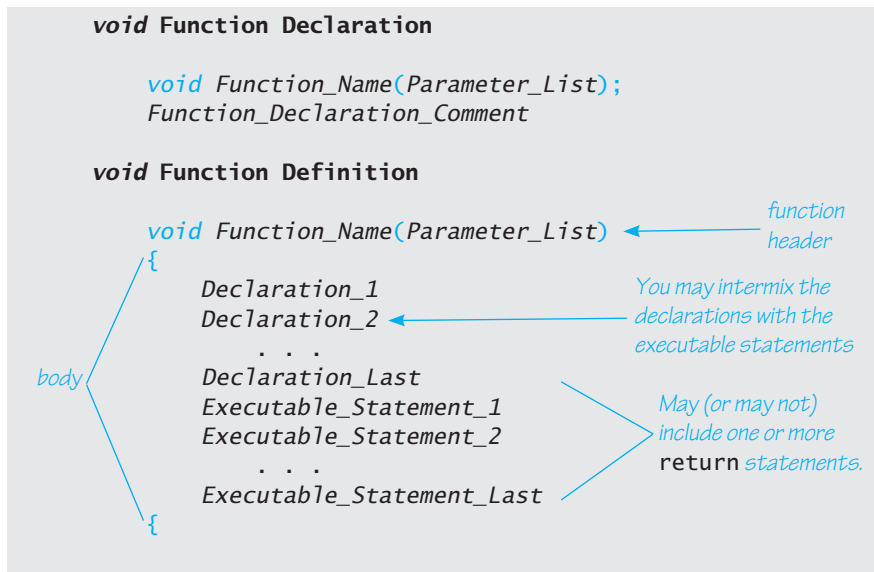 void Function Declaration
void Function_Name(Parameter_List);
Function_Declaration_Comment
void Function Definition
void Function_Name(Parameter_List)
function
header
{
Declaration_1
Declaration_2
You may intermix the
declarations with the
executable statements
. . .
body
Declaration_Last
Executable_Statement_1
Executable_Statement_2
. . .
Executable_Statement_Last
May (or may not)
include one or more
return statements.
{